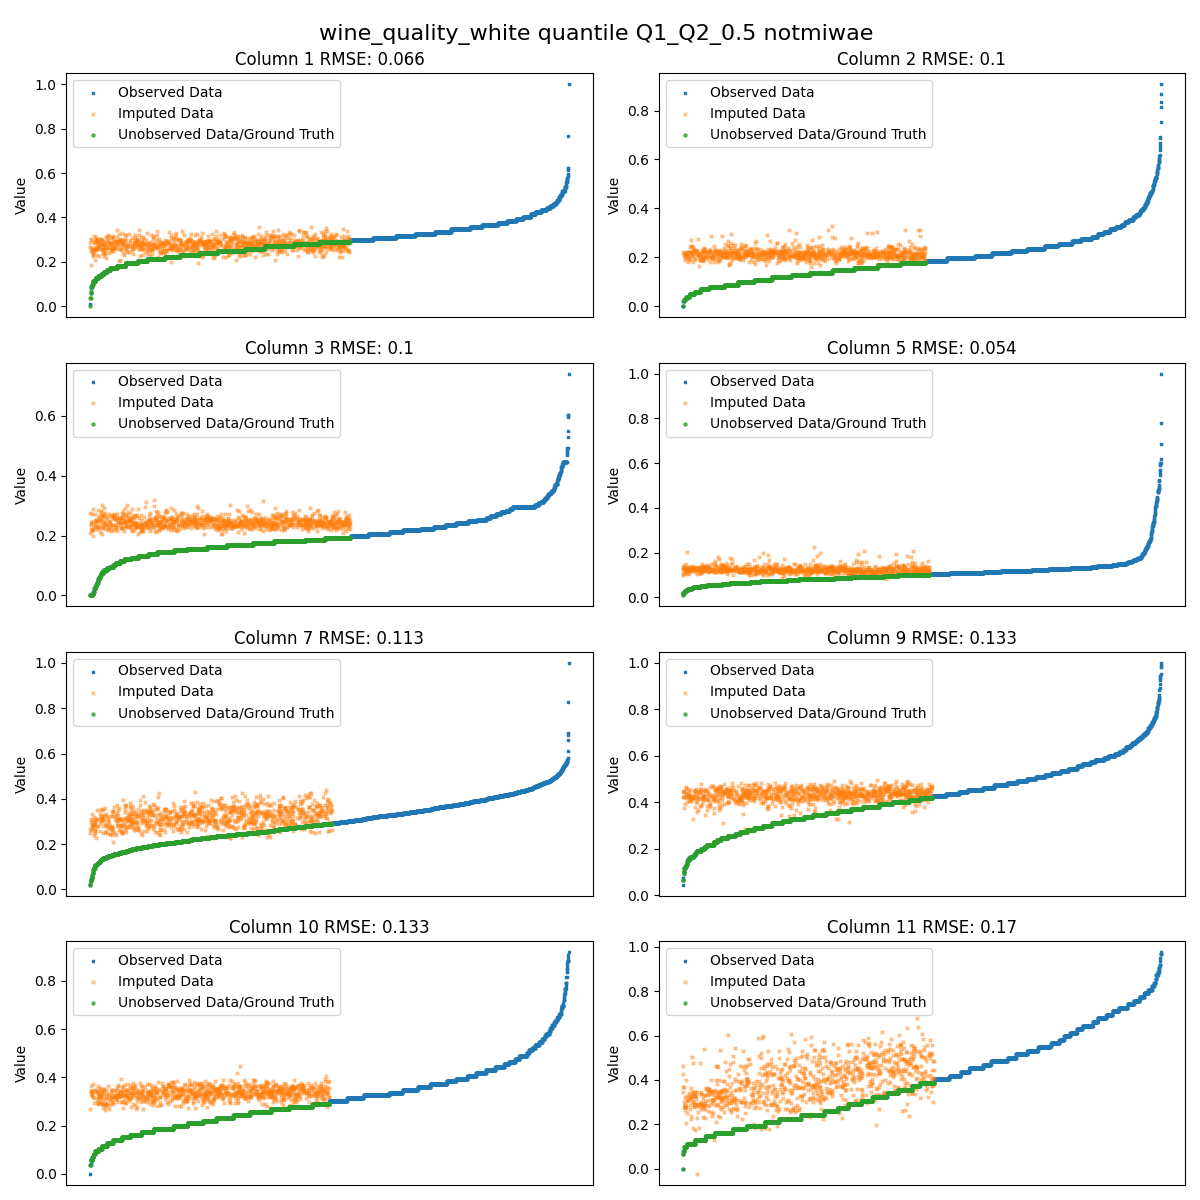 wine_quality_white quantile Q1_Q2_0.5 notmiwae
Column 1 RMSE: 0.066
Value
1.0
0.8
0.6
0.4
0.2
0.0
Observed Data
Imputed Data
Unobserved Data/Ground Truth
Column 2 RMSE: 0.1
Value
0.8
0.6
0.4
0.2
0.0
Observed Data
Imputed Data
Unobserved Data/Ground Truth
Column 3 RMSE: 0.1
Value
0.6
0.4
0.2
0.0
Observed Data
Imputed Data
Unobserved Data/Ground Truth
Column 5 RMSE: 0.054
Value
1.0
0.8
0.6
0.4
0.2
0.0
Observed Data
Imputed Data
Unobserved Data/Ground Truth
Column 7 RMSE: 0.113
Value
1.0
0.8
0.6
0.4
0.2
0.0
Observed Data
Imputed Data
Unobserved Data/Ground Truth
Column 9 RMSE: 0.133
Value
1.0
0.8
0.6
0.4
0.2
0.0
Observed Data
Imputed Data
Unobserved Data/Ground Truth
Column 10 RMSE: 0.133
Value
0.8
0.6
0.4
0.2
0.0
Observed Data
Imputed Data
Unobserved Data/Ground Truth
Column 11 RMSE: 0.17
Value
1.0
0.8
0.6
0.4
0.2
0.0
Observed Data
Imputed Data
Unobserved Data/Ground Truth